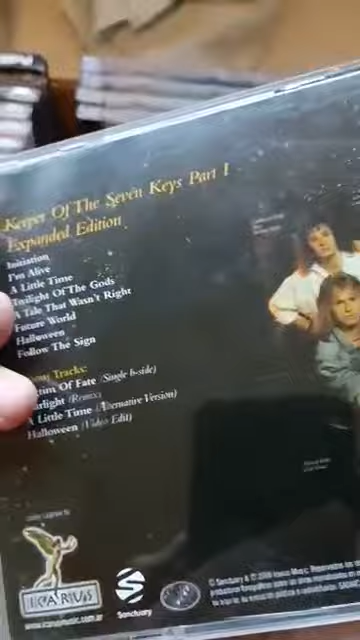 Keeper Of The Seven Keys Part I
Expanded Edition
Initiation
I'm Alive
A Little Time
Twilight Of The Gods
A Tale That Wasn't Right
Future World
Halloween
Follow The Sign
Tracks:
Of Fate (Single b-side)
(Remix)
A Little Time (Alternative Version)
Halloween (Video Edit)
ICARUS
Sanctuary